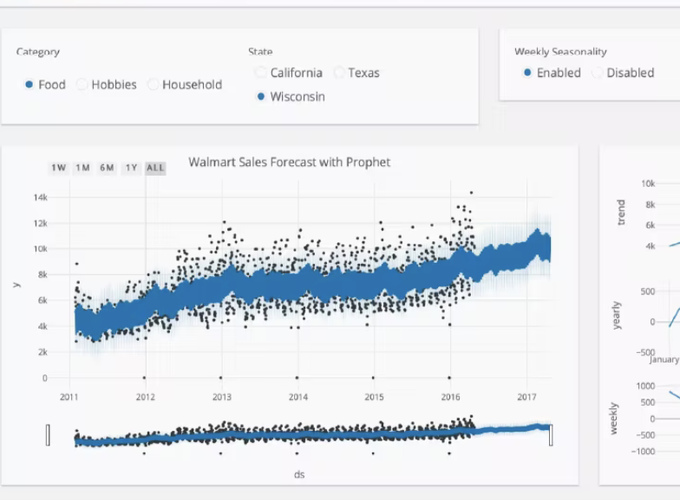 Category
Food Hobbies Household
State
California Texas
Wisconsin
Weekly Seasonality
Enabled Disabled
1W 1M 6M 1Y ALL
Walmart Sales Forecast with Prophet
14k
12k
10k
8k
6k
4k
2k
0
y
2011 2012 2013 2014 2015 2016 2017
ds
10k
8k
6k
4k
trend
500
0
−500
yearly
January
1000
500
0
−500
−1000
weekly